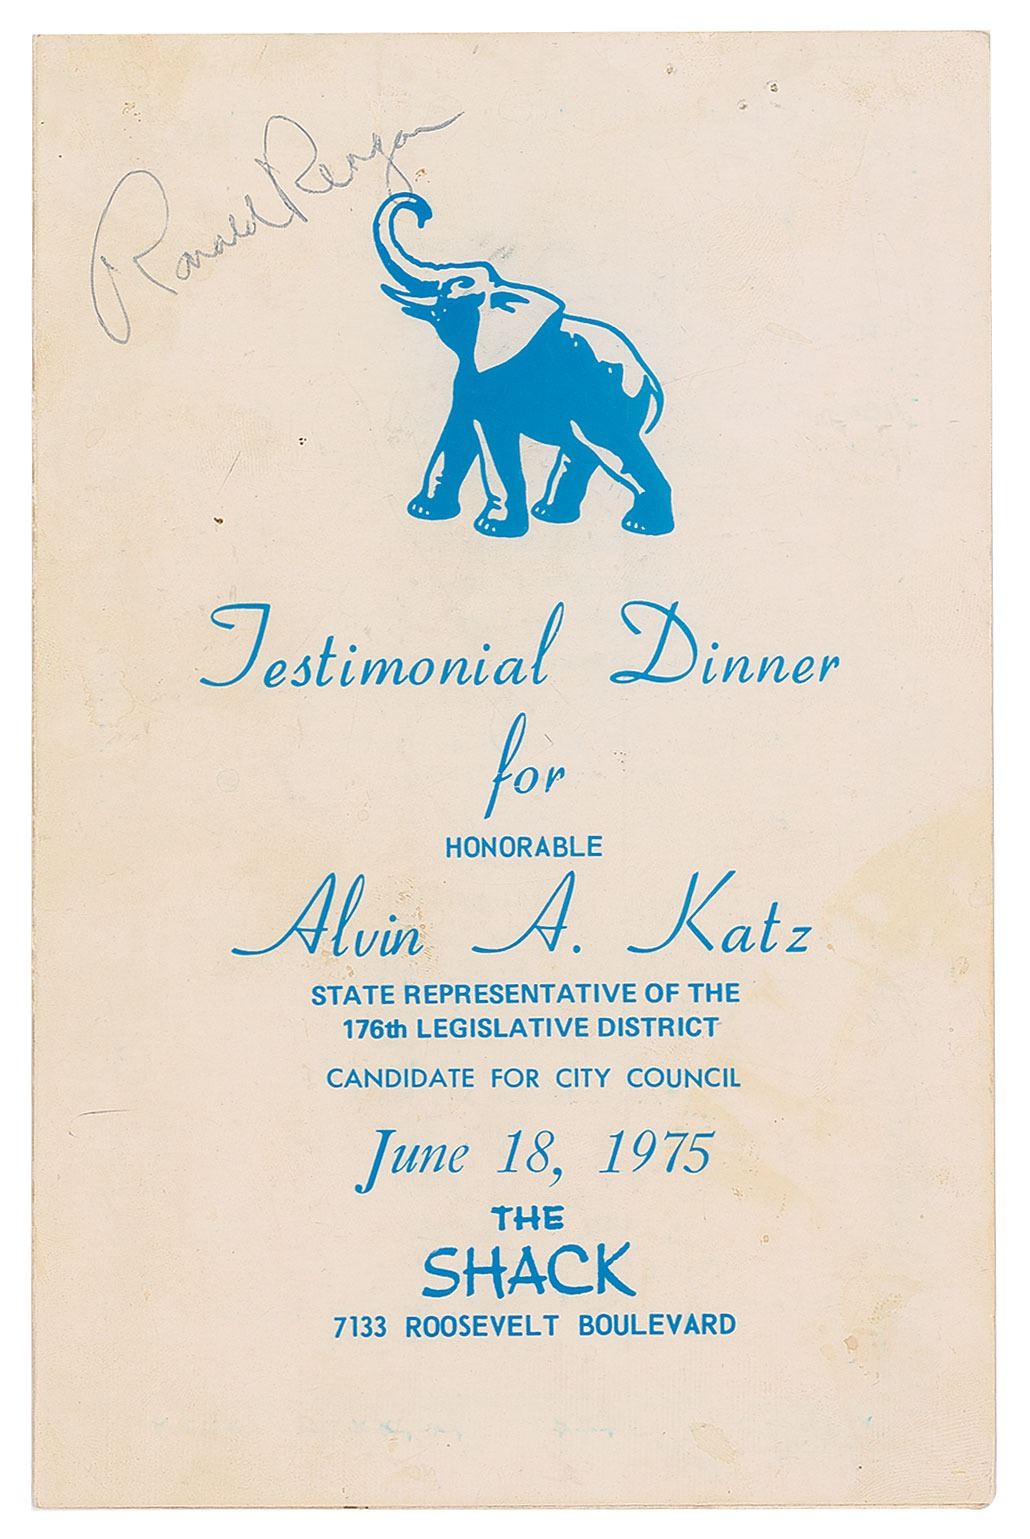 Ronald Reagan
Testimonial Dinner
for
HONORABLE
Alvin A. Katz
STATE REPRESENTATIVE OF THE
176th LEGISLATIVE DISTRICT
CANDIDATE FOR CITY COUNCIL
June 18, 1975
THE
SHACK
7133 ROOSEVELT BOULEVARD